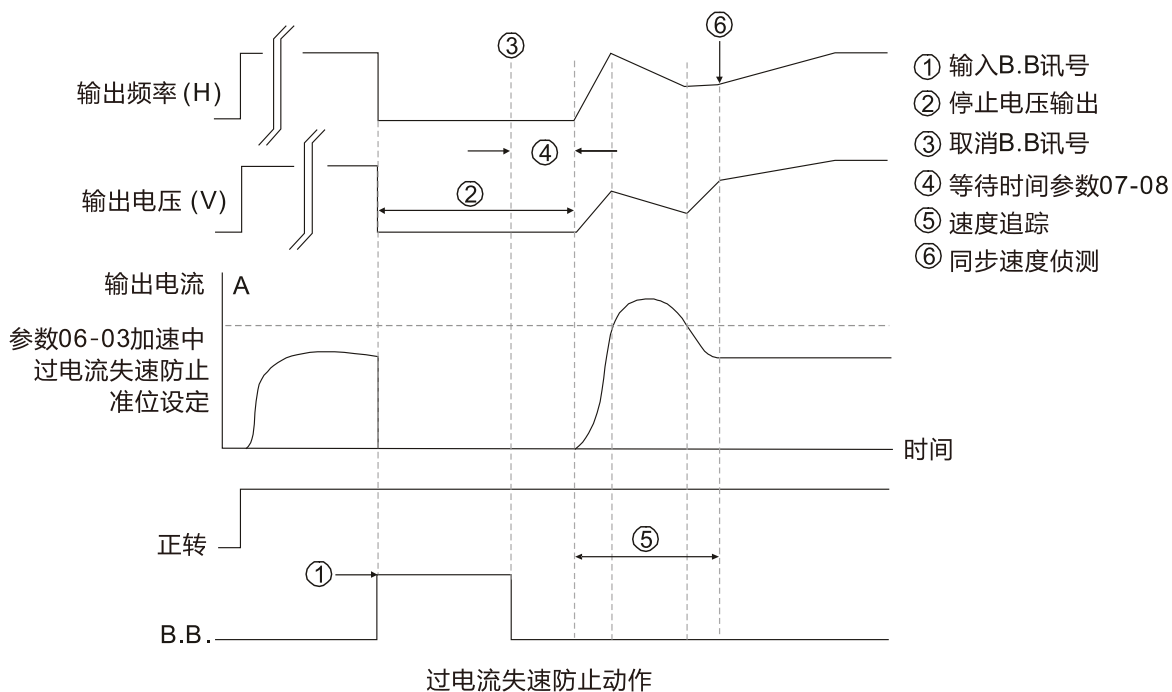 ⑥
③
输出频率 (H)
④
① 输入B.B讯号
② 停止电压输出
③ 取消B.B讯号
④ 等待时间参数07-08
⑤ 速度追踪
⑥ 同步速度侦测
输出电压 (V)
②
输出电流 A
参数06-03加速中
过电流失速防止
准位设定
时间
正转
⑤
①
B.B.
过电流失速防止动作